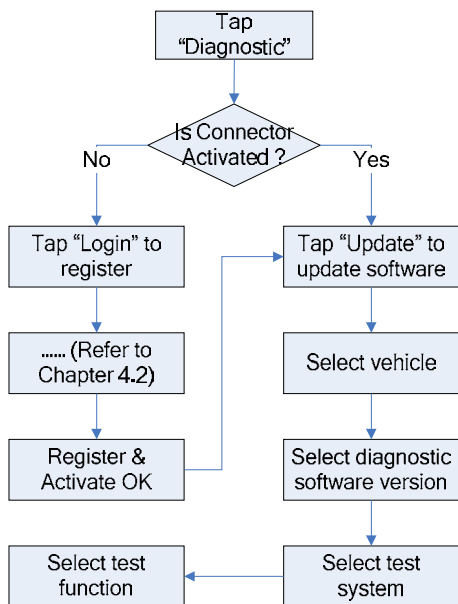 Tap
“Diagnostic”
Is Connector
Activated ?
No
Yes
Tap “Login” to
register
Tap “Update” to
update software
...... (Refer to
Chapter 4.2)
Select vehicle
Register &
Activate OK
Select diagnostic
software version
Select test
function
Select test
system